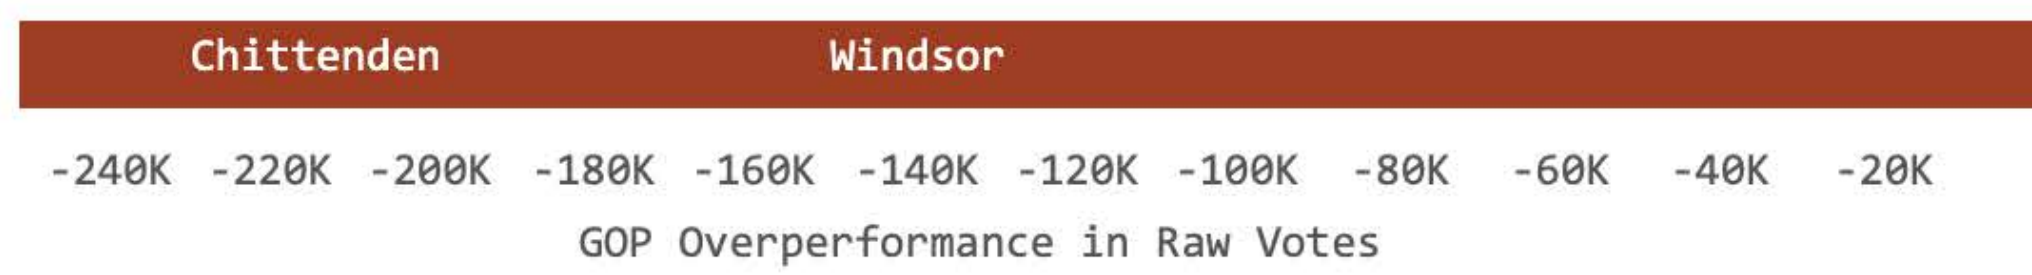 Chittenden Windsor
-240K -220K -200K -180K -160K -140K -120K -100K -80K -60K -40K -20K
GOP Overperformance in Raw Votes